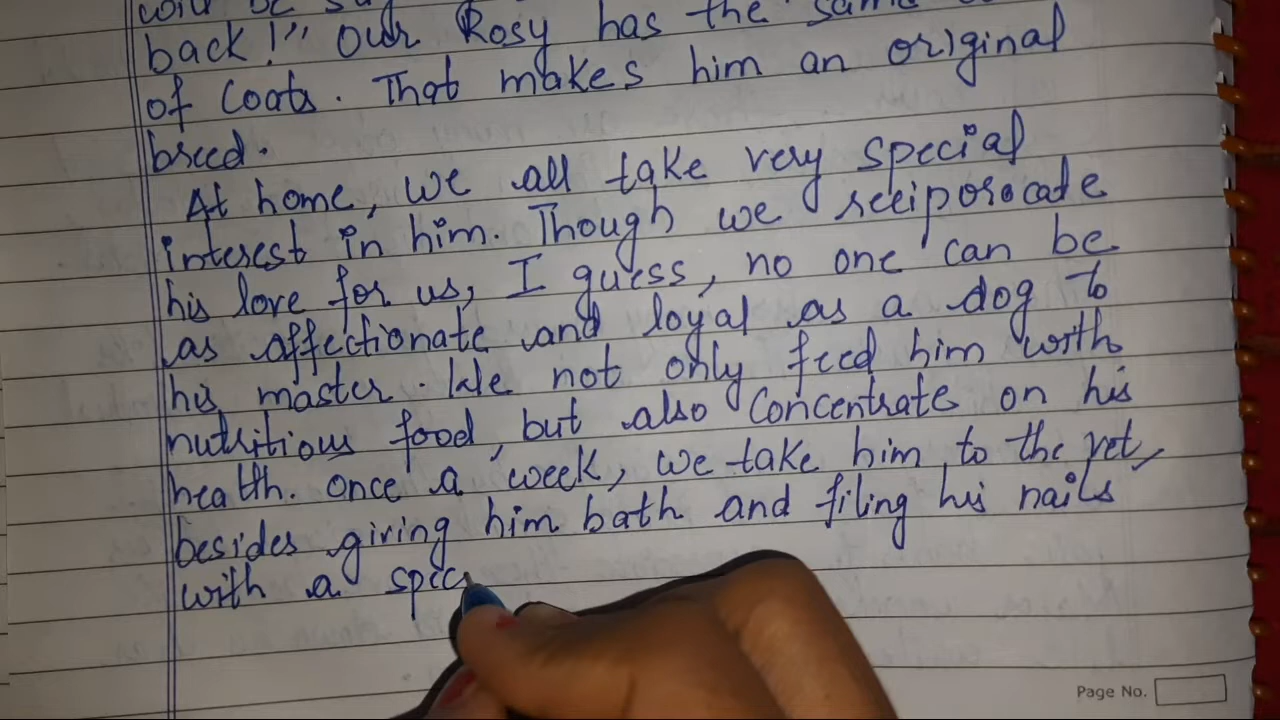 back!" Our Rosy has the same
of Coats. That makes him an original
breed.
At home, we all take very special
interest in him. Though we reciporocate
his love for us, I guess, no one can be
as affectionate and loyal as a dog to
his master. We not only feed him with
nutritious food, but also concentrate on his
health. Once a week, we take him to the vet,
besides giving him bath and filing his nails
with a spec
Page No.